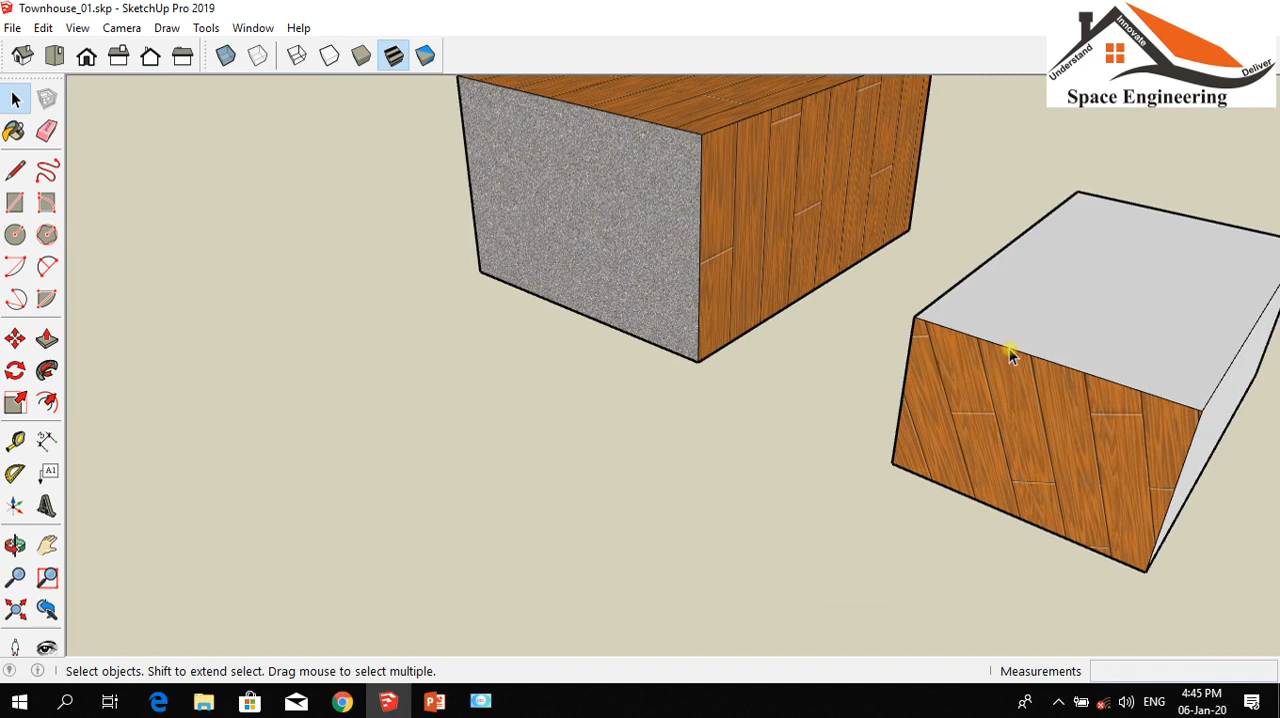 Townhouse_01.skp - SketchUp Pro 2019
File Edit View Camera Draw Tools Window Help
Understand
Innovate
Deliver
Space Engineering
A1
Select objects. Shift to extend select. Drag mouse to select multiple.
Measurements
ENG
4:45 PM
06-Jan-20